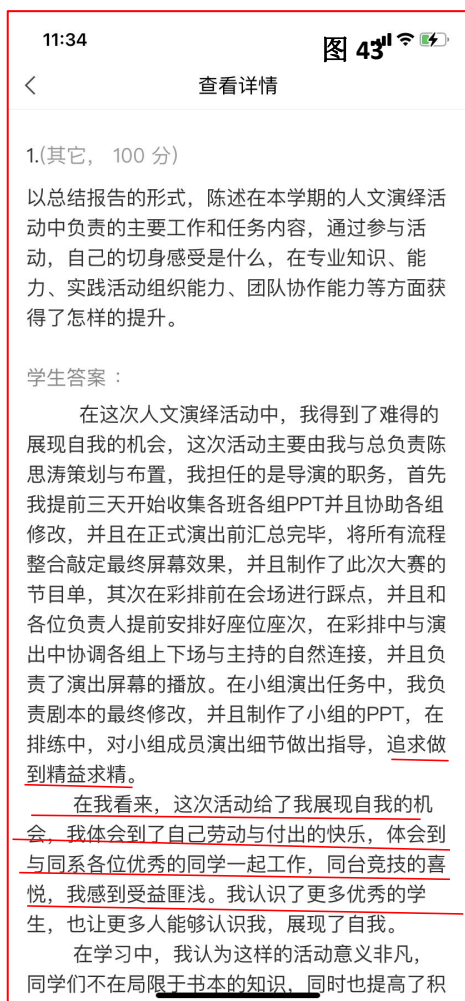 11:34
图 43
查看详情
1.(其它， 100 分)
以总结报告的形式，陈述在本学期的人文演绎活
动中负责的主要工作和任务内容，通过参与活
动，自己的切身感受是什么，在专业知识、能
力、实践活动组织能力、团队协作能力等方面获
得了怎样的提升。
学生答案：
在这次人文演绎活动中，我得到了难得的
展现自我的机会，这次活动主要由我与总负责陈
思涛策划与布置，我担任的是导演的职务，首先
我提前三天开始收集各班各组PPT并且协助各组
修改，并且在正式演出前汇总完毕，将所有流程
整合敲定最终屏幕效果，并且制作了此次大赛的
节目单，其次在彩排前在会场进行踩点，并且和
各位负责人提前安排好座位座次，在彩排中与演
出中协调各组上下场与主持的自然连接，并且负
责了演出屏幕的播放。在小组演出任务中，我负
责剧本的最终修改，并且制作了小组的PPT，在
排练中，对小组成员演出细节做出指导，追求做
到精益求精。
在我看来，这次活动给了我展现自我的机
会，我体会到了自己劳动与付出的快乐，体会到
与同系各位优秀的同学一起工作，同台竞技的喜
悦，我感到受益匪浅。我认识了更多优秀的学
生，也让更多人能够认识我，展现了自我。
在学习中，我认为这样的活动意义非凡，
同学们不在局限于书本的知识，同时也提高了积